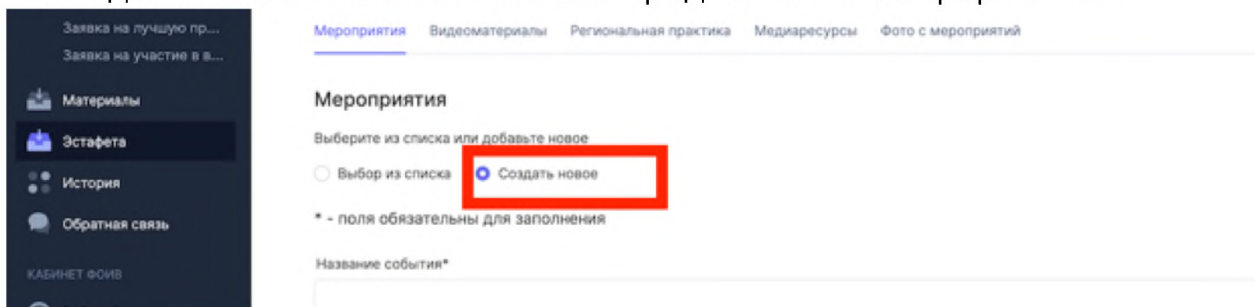 Заявка на лучшую пр...
Заявка на участие в в...
Материалы
Эстафета
История
Обратная связь
КАБИНЕТ ФОИВ
Мероприятия Видеоматериалы Региональная практика Медиаресурсы Фото с мероприятий
Мероприятия
Выберите из списка или добавьте новое
Выбор из списка Создать новое
* - поля обязательны для заполнения
Название события*